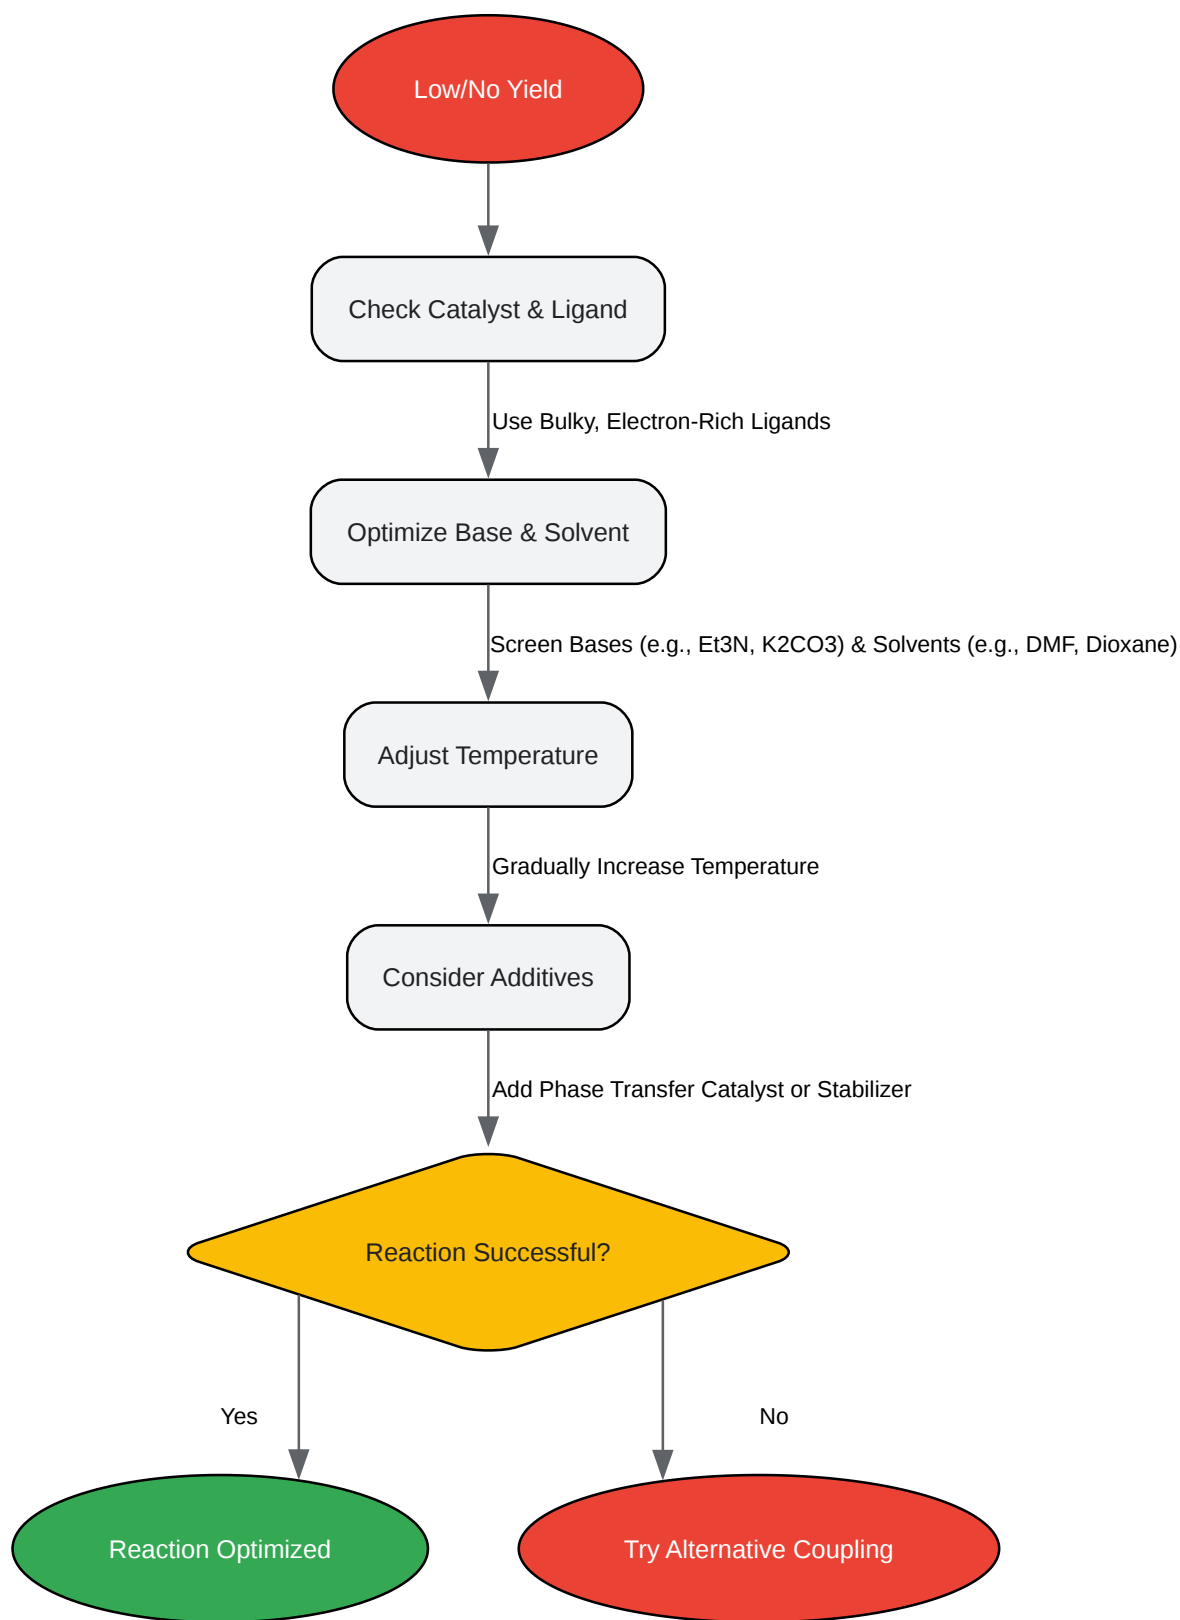 Low/No Yield
Check Catalyst & Ligand
Use Bulky, Electron-Rich Ligands
Optimize Base & Solvent
Screen Bases (e.g., Et3N, K2CO3) & Solvents (e.g., DMF, Dioxane)
Adjust Temperature
Gradually Increase Temperature
Consider Additives
Add Phase Transfer Catalyst or Stabilizer
Reaction Successful?
Yes
No
Reaction Optimized
Try Alternative Coupling